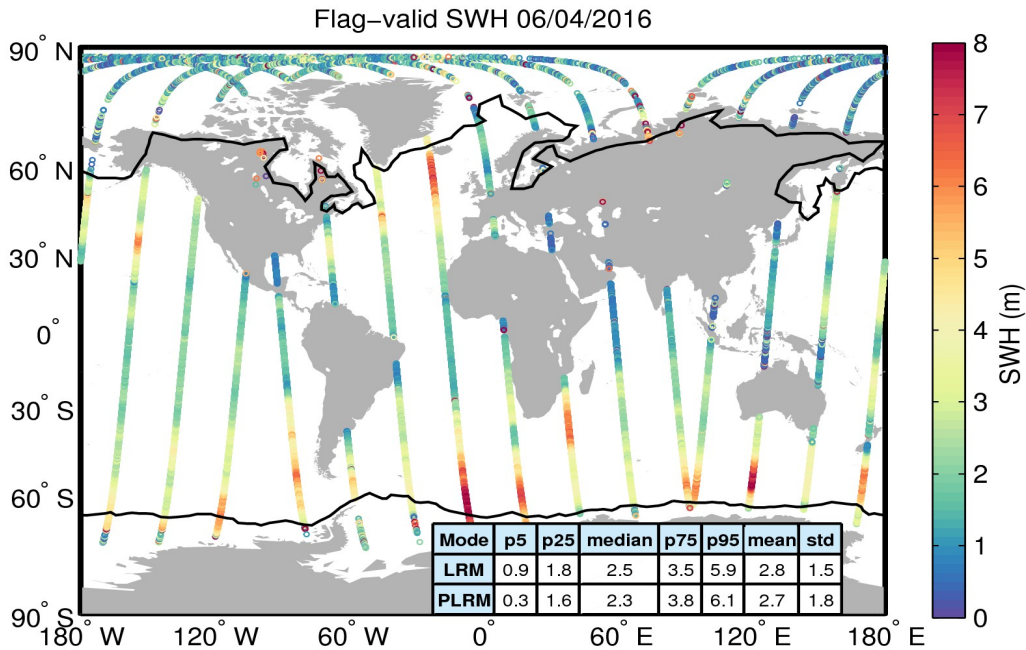 Flag−valid SWH 06/04/2016
90° N
60° N
30° N
0°
30° S
60° S
90° S
180° W
120° W
60° W
0°
60° E
120° E
180° E
8
7
6
5
4
3
2
1
0
SWH (m)
Mode p5 p25 median p75 p95 mean std
LRM 0.9 1.8 2.5 3.5 5.9 2.8 1.5
PLRM 0.3 1.6 2.3 3.8 6.1 2.7 1.8